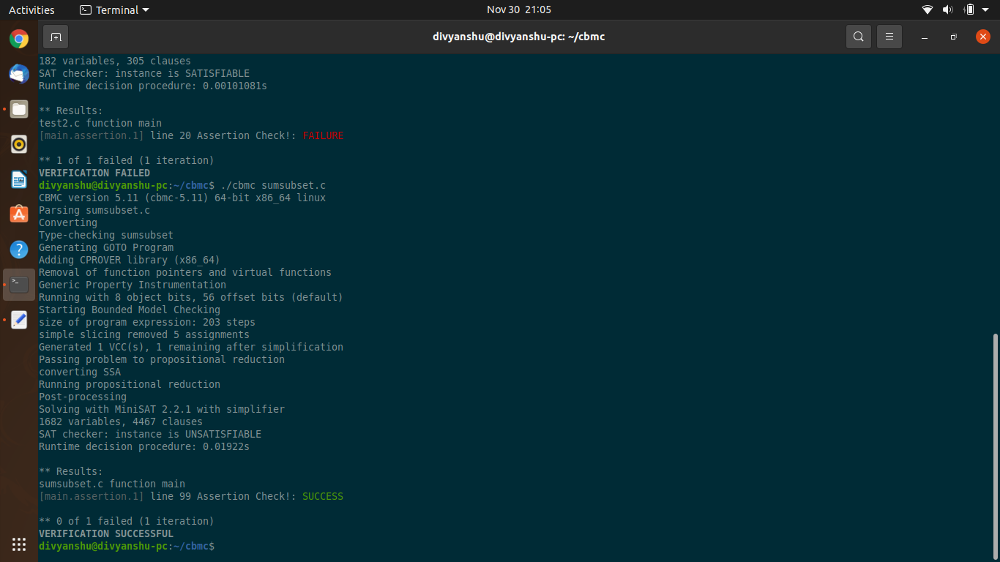 Activities
Terminal
Nov 30 21:05
divyanshu@divyanshu-pc: ~/cbmc
182 variables, 305 clauses
SAT checker: instance is SATISFIABLE
Runtime decision procedure: 0.00101081s
** Results:
test2.c function main
[main.assertion.1] line 20 Assertion Check!: FAILURE
** 1 of 1 failed (1 iteration)
VERIFICATION FAILED
divyanshu@divyanshu-pc:~/cbmc$ ./cbmc sumsubset.c
CBMC version 5.11 (cbmc-5.11) 64-bit x86_64 linux
Parsing sumsubset.c
Converting
Type-checking sumsubset
Generating GOTO Program
Adding CPROVER library (x86_64)
Removal of function pointers and virtual functions
Generic Property Instrumentation
Running with 8 object bits, 56 offset bits (default)
Starting Bounded Model Checking
size of program expression: 203 steps
simple slicing removed 5 assignments
Generated 1 VCC(s), 1 remaining after simplification
Passing problem to propositional reduction
converting SSA
Running propositional reduction
Post-processing
Solving with MiniSAT 2.2.1 with simplifier
1682 variables, 4467 clauses
SAT checker: instance is UNSATISFIABLE
Runtime decision procedure: 0.01922s
** Results:
sumsubset.c function main
[main.assertion.1] line 99 Assertion Check!: SUCCESS
** 0 of 1 failed (1 iteration)
VERIFICATION SUCCESSFUL
divyanshu@divyanshu-pc:~/cbmc$